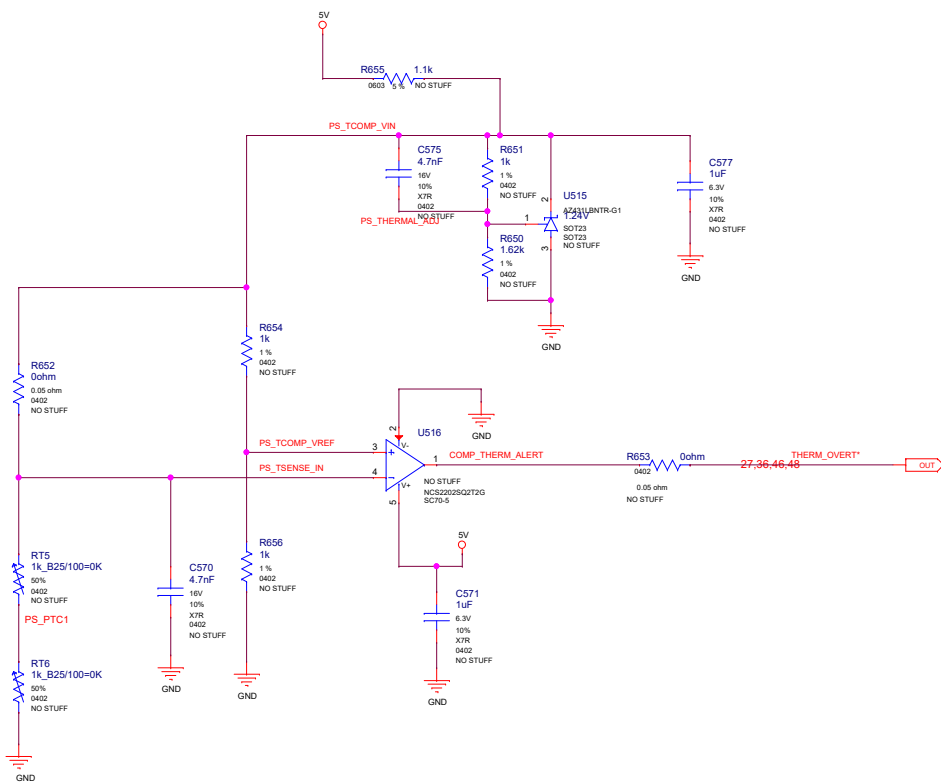 5V
R655 1.1k
0603 5 % NO STUFF
PS_TCOMP_VIN
C575
4.7nF
16V
10%
X7R
0402
NO STUFF
R651
1k
1 %
0402
NO STUFF
U515
AZ431LBNTR-G1
1.24V
SOT23
SOT23
NO STUFF
2
1
3
C577
1uF
6.3V
10%
X7R
0402
NO STUFF
GND
PS_THERMAL_ADJ
R650
1.62k
1 %
0402
NO STUFF
GND
R654
1k
1 %
0402
NO STUFF
R652
0ohm
0.05 ohm
0402
NO STUFF
GND
U516
2
V-
PS_TCOMP_VREF
3
+
PS_TSENSE_IN
4
-
1
V+
5
NO STUFF
NCS2202SQ2T2G
SC70-5
COMP_THERM_ALERT
R653 0ohm
0402
0.05 ohm
NO STUFF
THERM_OVERT*
27,36,46,48
OUT
5V
RT5
1k_B25/100=0K
50%
0402
NO STUFF
PS_PTC1
RT6
1k_B25/100=0K
50%
0402
NO STUFF
GND
C570
4.7nF
16V
10%
X7R
0402
NO STUFF
GND
R656
1k
1 %
0402
NO STUFF
GND
C571
1uF
6.3V
10%
X7R
0402
NO STUFF
GND